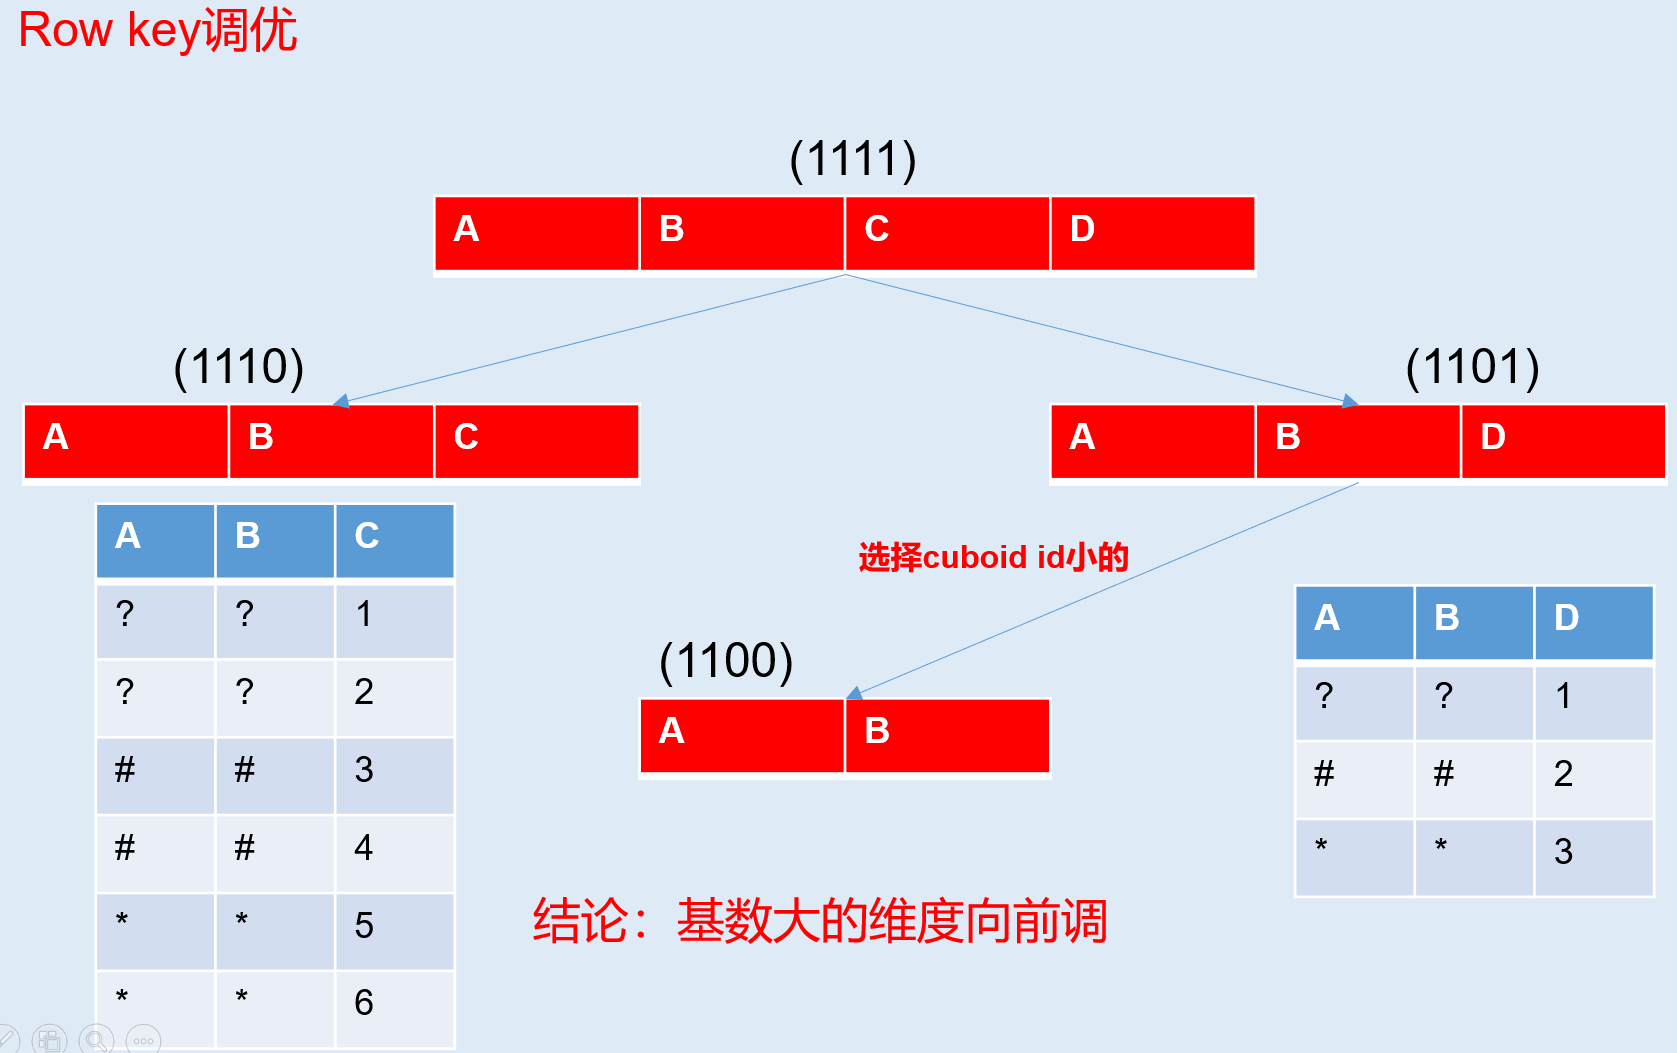 Row key调优
(1111)
A B C D
(1110)
(1101)
A B C
A B D
A B C
? ? 1
? ? 2
# # 3
# # 4
* * 5
* * 6
选择cuboid id小的
(1100)
A B
A B D
? ? 1
# # 2
* * 3
结论：基数大的维度向前调